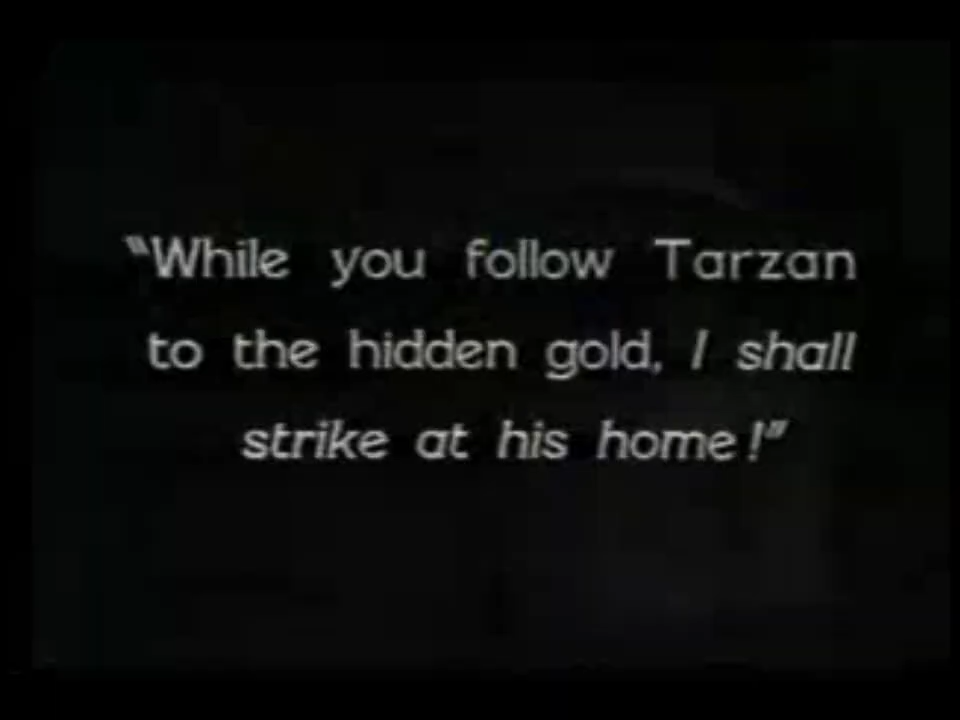 "While you follow Tarzan
to the hidden gold, I shall
strike at his home!"